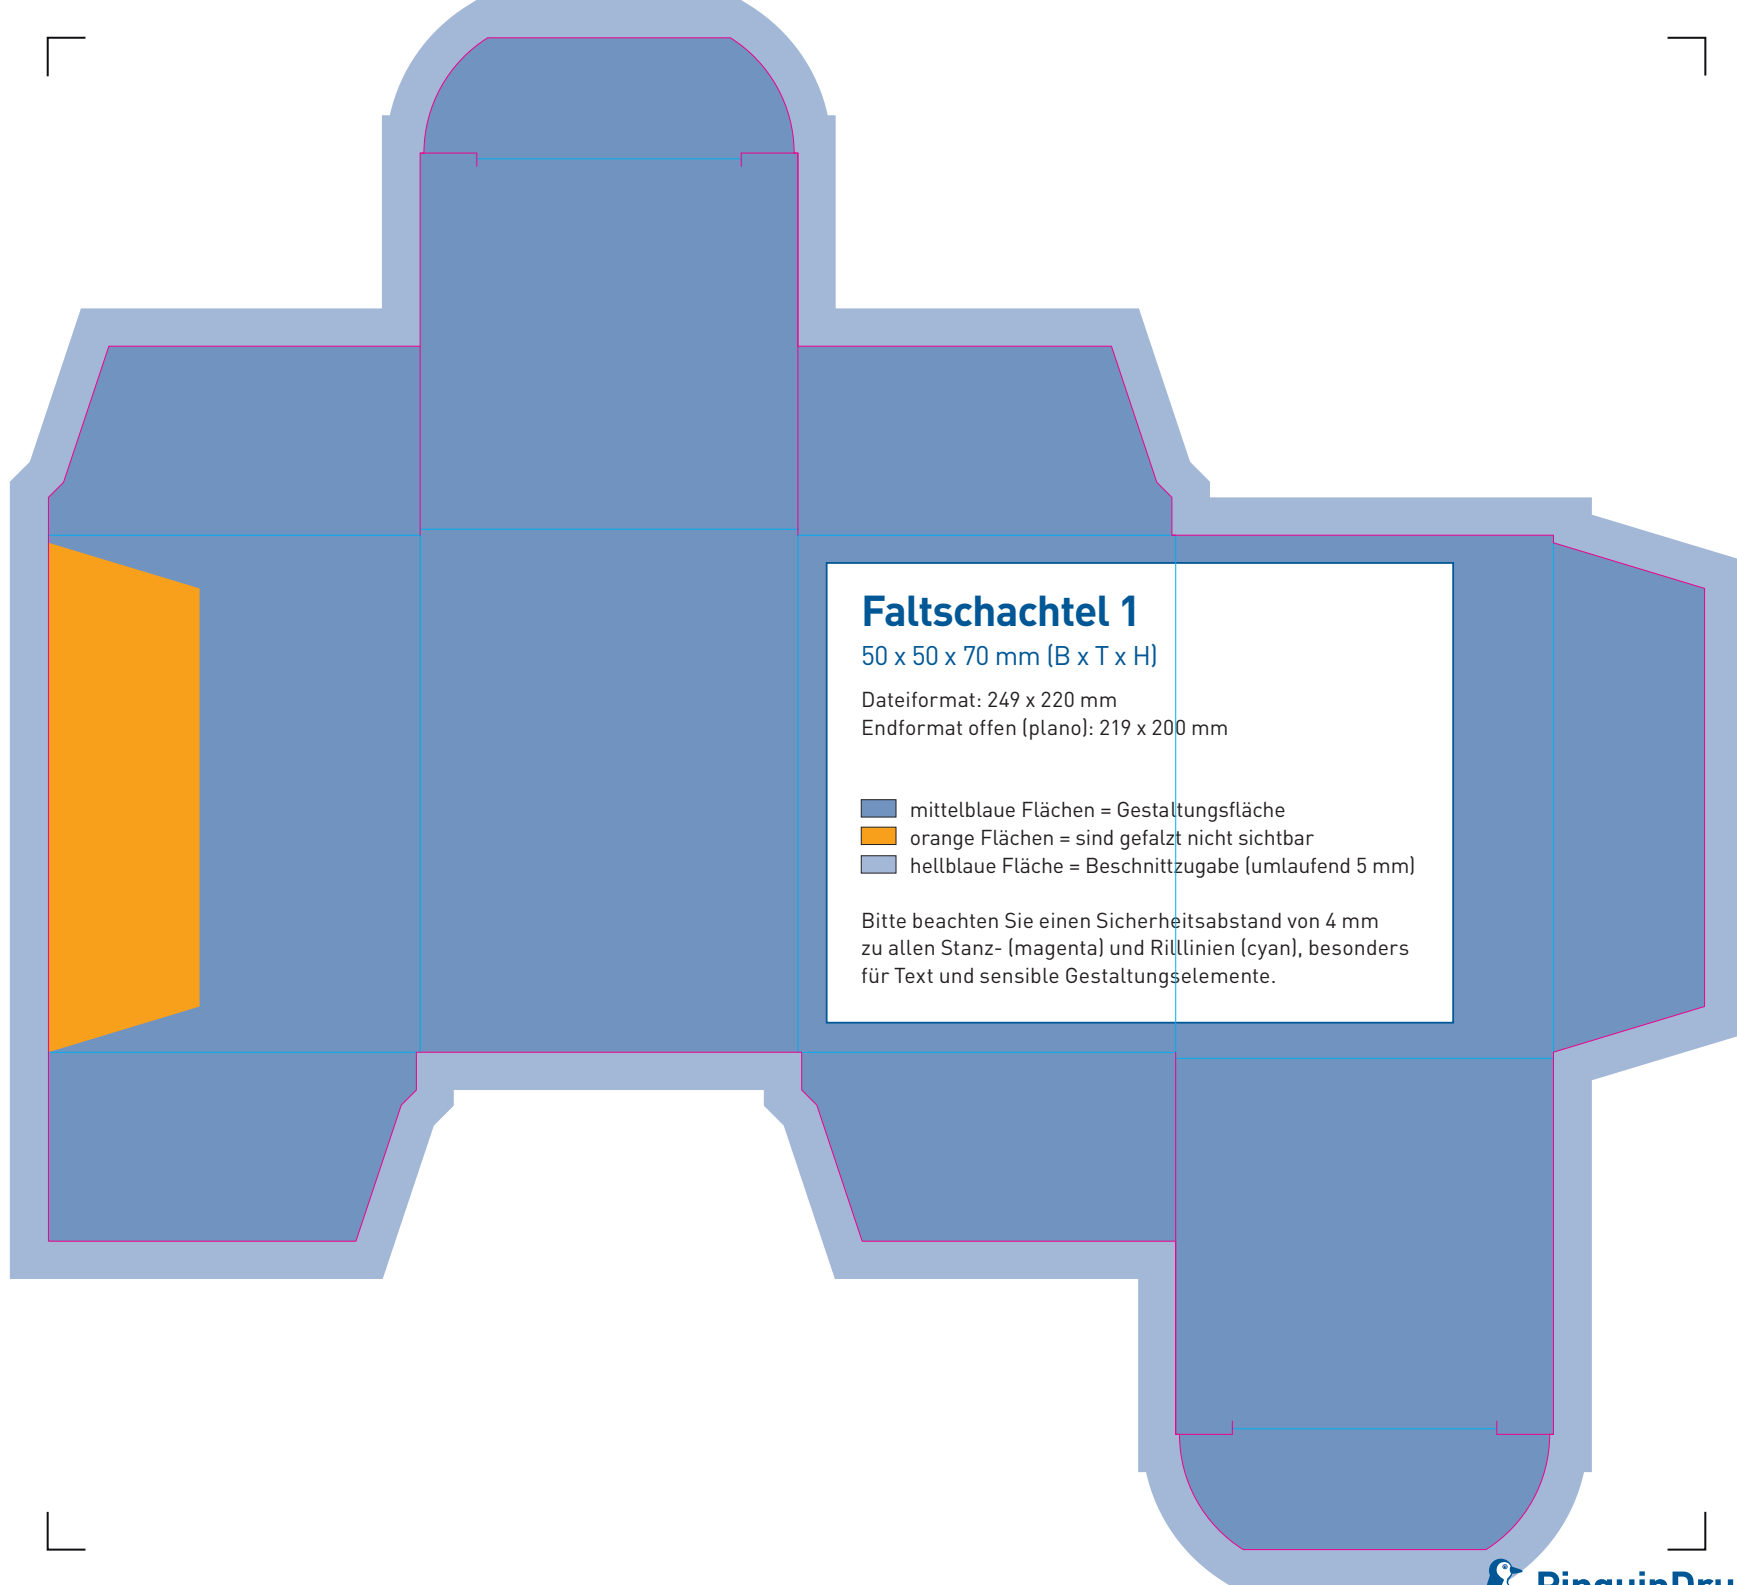 Faltschachtel 1
50 x 50 x 70 mm (B x T x H)
Dateiformat: 249 x 220 mm
Endformat offen (plano): 219 x 200 mm
mittelblaue Flächen = Gestaltungsfläche
orange Flächen = sind gefalzt nicht sichtbar
hellblaue Fläche = Beschnittzugabe (umlaufend 5 mm)
Bitte beachten Sie einen Sicherheitsabstand von 4 mm
zu allen Stanz- (magenta) und Rilllinien (cyan), besonders
für Text und sensible Gestaltungselemente.